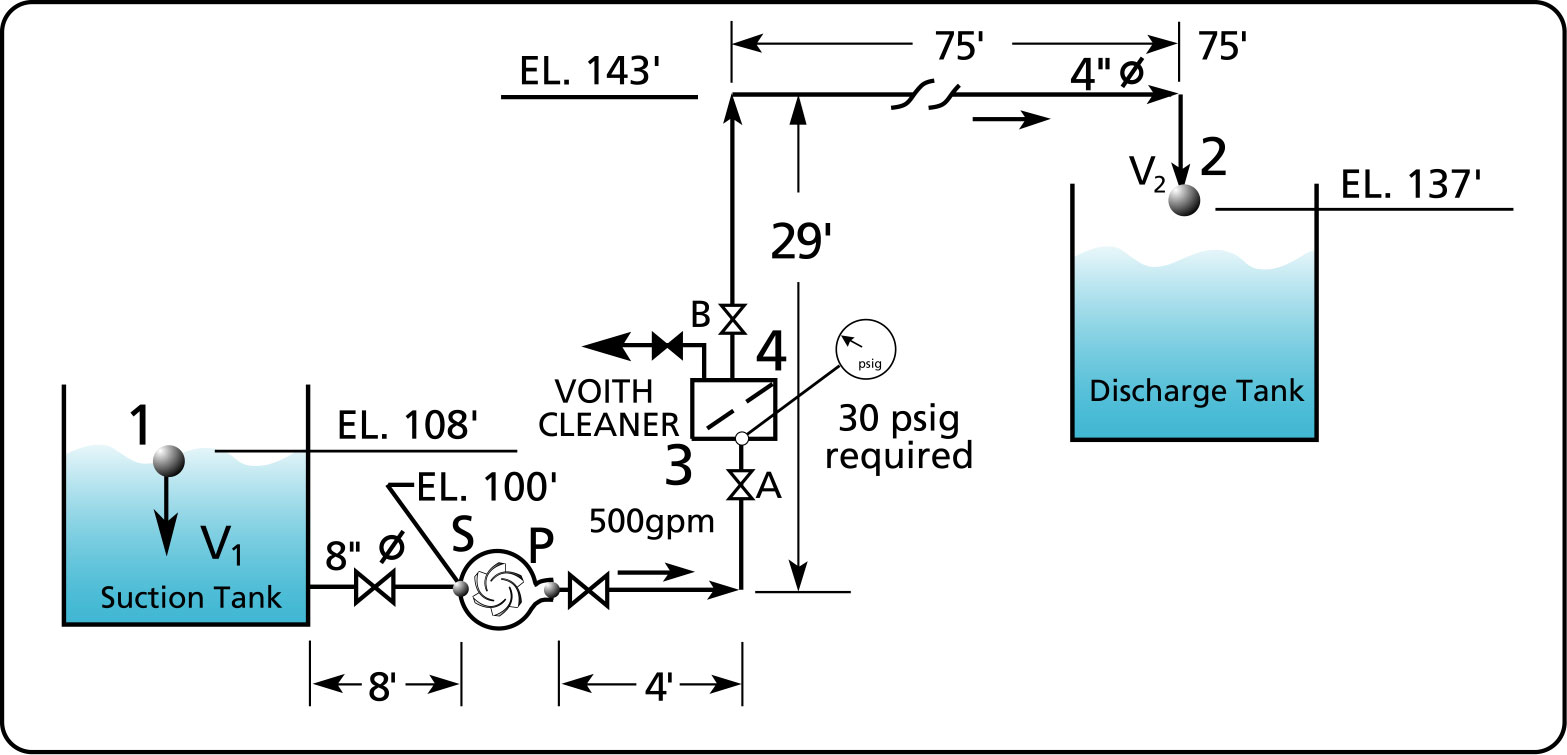 75'
75'
EL. 143'
4" ⌀
V2
2
EL. 137'
29'
B
4
psig
VOITH
CLEANER
30 psig
required
Discharge Tank
1
EL. 108'
3
A
EL. 100'
500gpm
S
P
V1
8" ⌀
Suction Tank
8'
4'